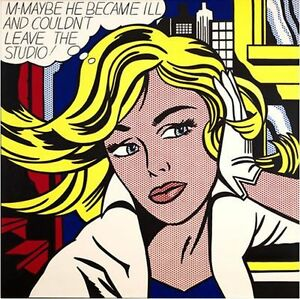 M-MAYBE HE BECAME ILL
AND COULDN'T
LEAVE THE
STUDIO!